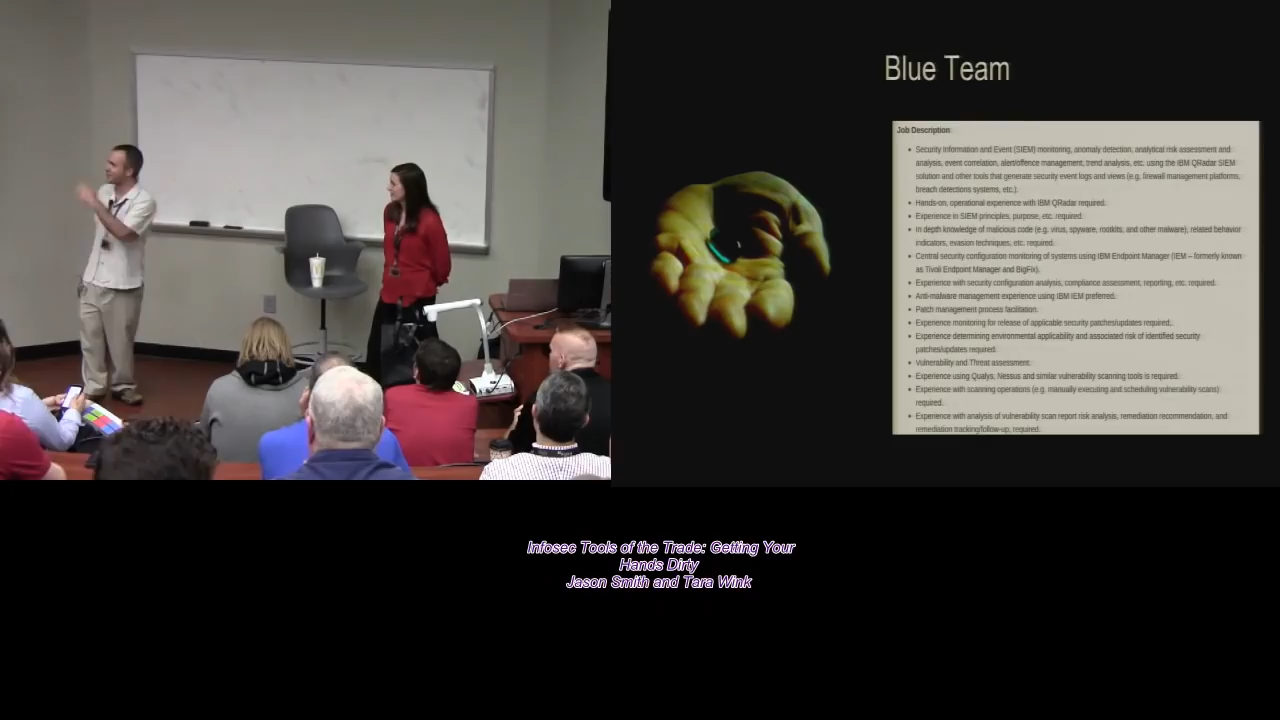 Blue Team
Job Description
• Security Information and Event (SIEM) monitoring, anomaly detection, analytical risk assessment and
analysis, event correlation, alert/offence management, trend analysis, etc. using the IBM QRadar SIEM
solution and other tools that generate security event logs and views (e.g. firewall management platforms,
breach detections systems, etc.).
• Hands-on, operational experience with IBM QRadar required.
• Experience in SIEM principles, purpose, etc. required.
• In depth knowledge of malicious code (e.g. virus, spyware, rootkits, and other malware), related behavior
indicators, evasion techniques, etc. required.
• Central security configuration monitoring of systems using IBM Endpoint Manager (IEM – formerly known
as Tivoli Endpoint Manager and BigFix).
• Experience with security configuration analysis, compliance assessment, reporting, etc. required.
• Anti-malware management experience using IBM IEM preferred.
• Patch management process facilitation.
• Experience monitoring for release of applicable security patches/updates required,.
• Experience determining environmental applicability and associated risk of identified security
patches/updates required.
• Vulnerability and Threat assessment.
• Experience using Qualys, Nessus and similar vulnerability scanning tools is required.
• Experience with scanning operations (e.g. manually executing and scheduling vulnerability scans)
required.
• Experience with analysis of vulnerability scan report risk analysis, remediation recommendation, and
remediation tracking/follow-up, required.
Infosec Tools of the Trade: Getting Your
Hands Dirty
Jason Smith and Tara Wink